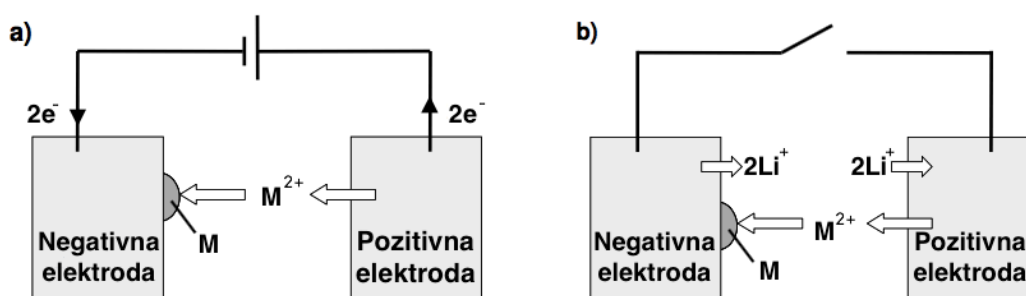 a)
2e⁻
2e⁻
M²⁺
M
Negativna
elektroda
Pozitivna
elektroda
b)
2Li⁺
2Li⁺
M²⁺
M
Negativna
elektroda
Pozitivna
elektroda